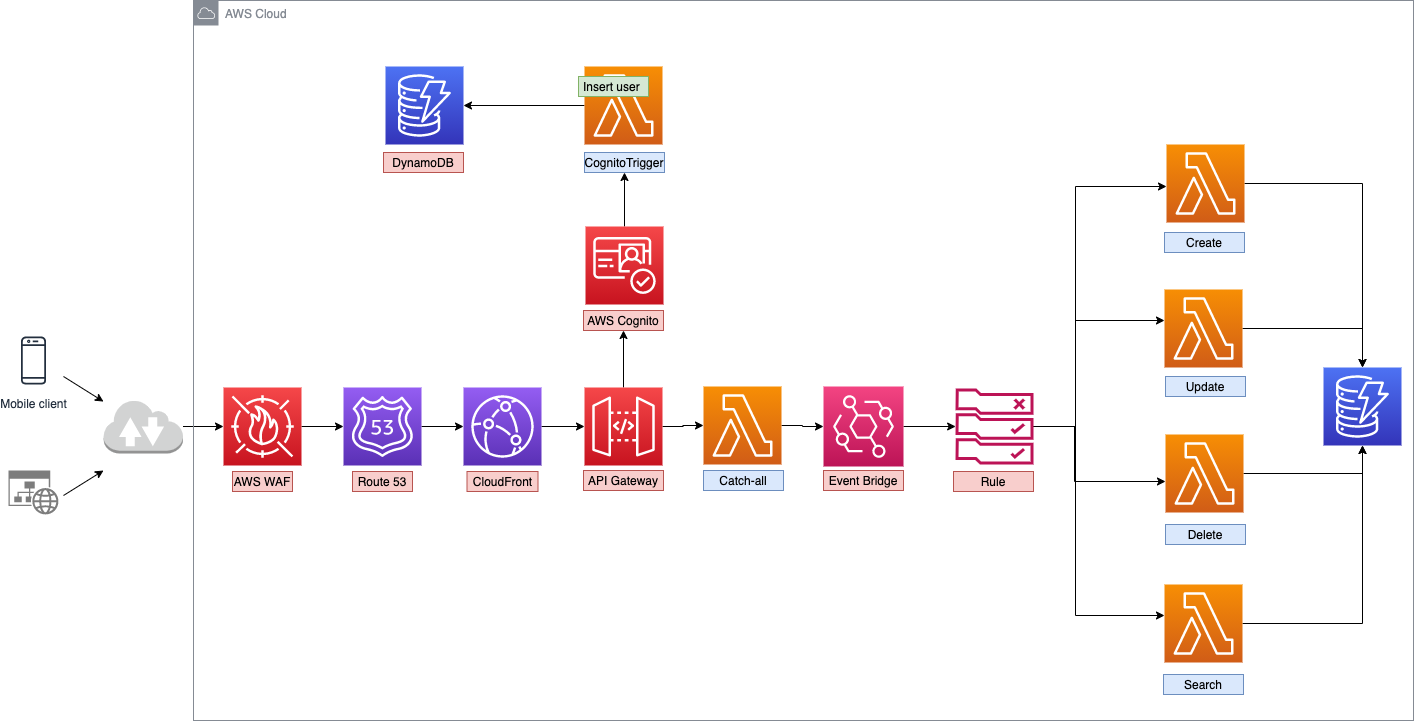 AWS Cloud
Insert user
DynamoDB
CognitoTrigger
Create
AWS Cognito
Update
Mobile client
53
</>
AWS WAF
Route 53
CloudFront
API Gateway
Catch-all
Event Bridge
Rule
Delete
Search